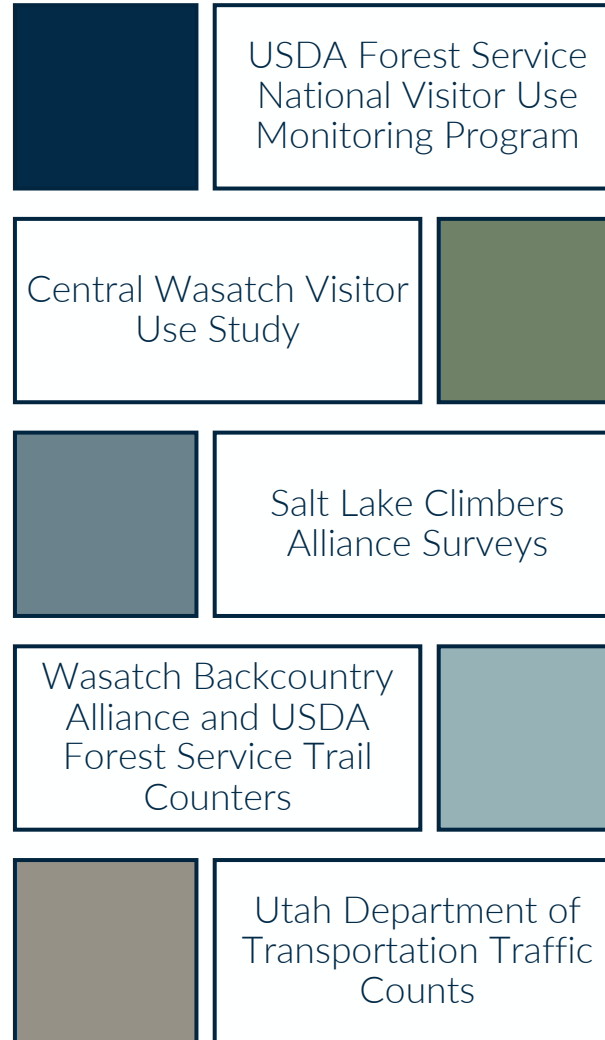 USDA Forest Service
National Visitor Use
Monitoring Program
Central Wasatch Visitor
Use Study
Salt Lake Climbers
Alliance Surveys
Wasatch Backcountry
Alliance and USDA
Forest Service Trail
Counters
Utah Department of
Transportation Traffic
Counts